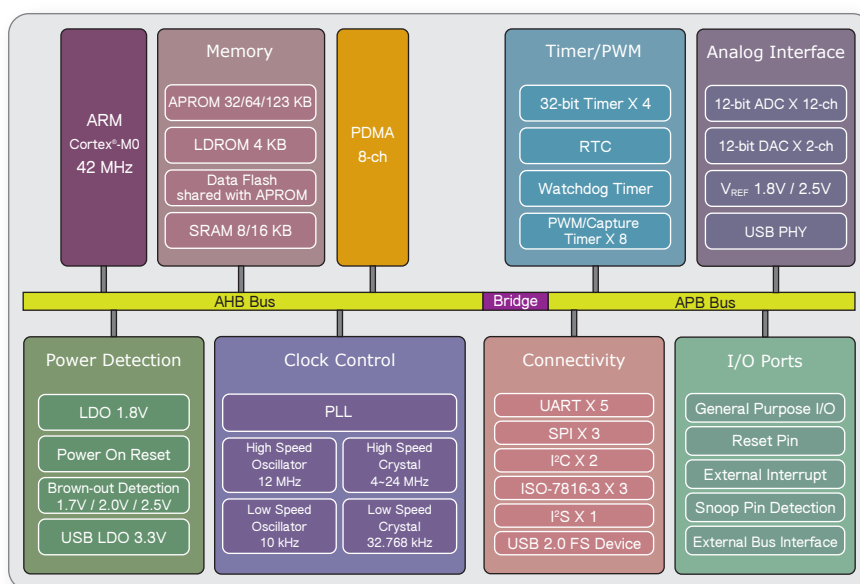 ARM
Cortex®-M0
42 MHz
Memory
APROM 32/64/123 KB
LDROM 4 KB
Data Flash
shared with APROM
SRAM 8/16 KB
PDMA
8-ch
Timer/PWM
32-bit Timer X 4
RTC
Watchdog Timer
PWM/Capture
Timer X 8
Analog Interface
12-bit ADC X 12-ch
12-bit DAC X 2-ch
VREF 1.8V / 2.5V
USB PHY
AHB Bus
Bridge
APB Bus
Power Detection
LDO 1.8V
Power On Reset
Brown-out Detection
1.7V / 2.0V / 2.5V
USB LDO 3.3V
Clock Control
PLL
High Speed
Oscillator
12 MHz
High Speed
Crystal
4~24 MHz
Low Speed
Oscillator
10 kHz
Low Speed
Crystal
32.768 kHz
Connectivity
UART X 5
SPI X 3
I²C X 2
ISO-7816-3 X 3
I²S X 1
USB 2.0 FS Device
I/O Ports
General Purpose I/O
Reset Pin
External Interrupt
Snoop Pin Detection
External Bus Interface